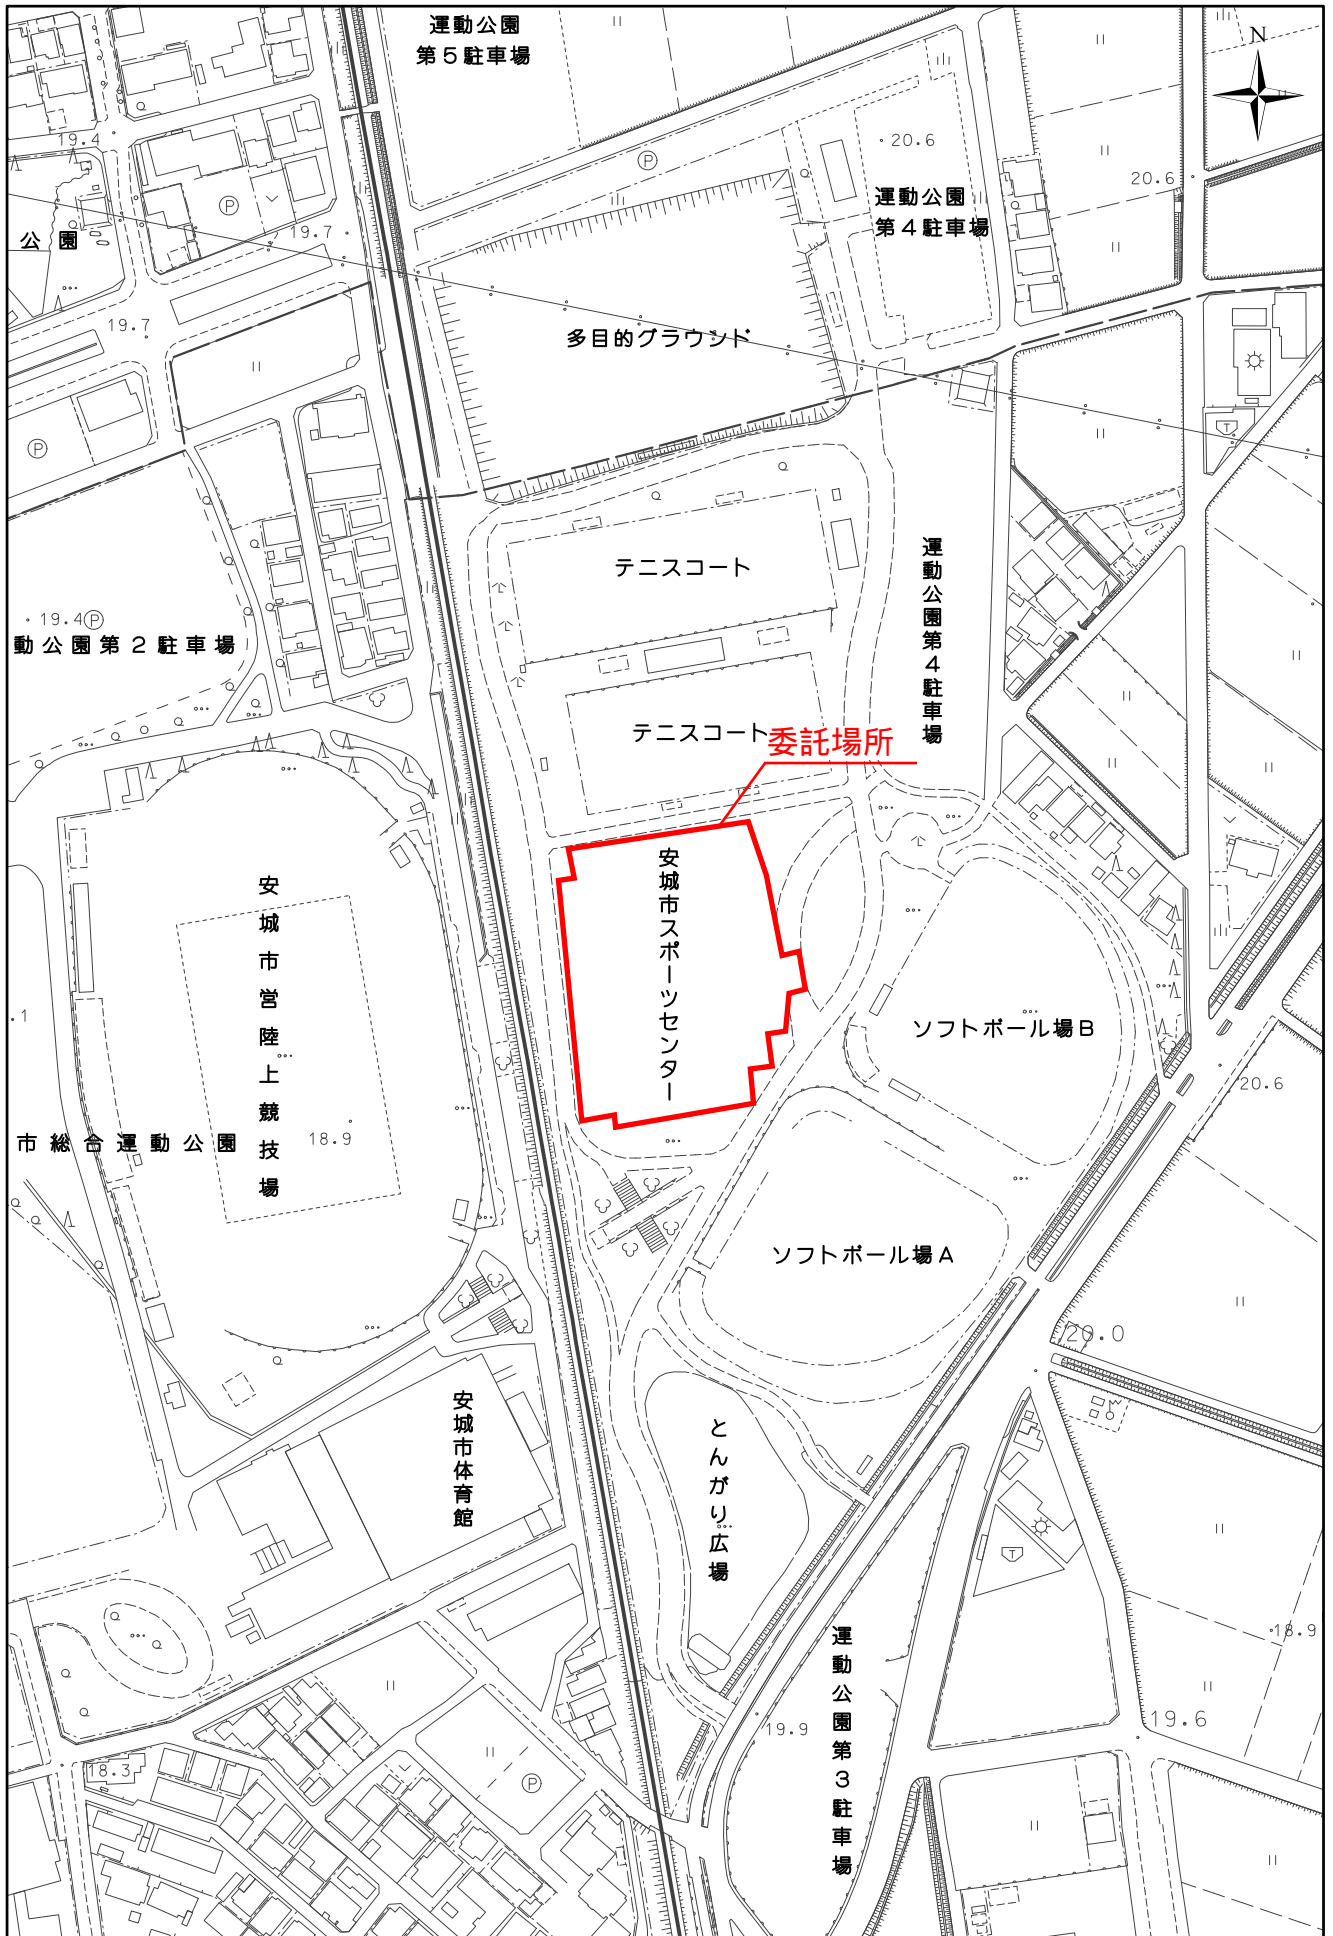 運動公園
第5駐車場
N
19.4
P
20.6
運動公園
第4駐車場
20.6
公園
P
19.7
19.7
多目的グラウンド
P
T
テニスコート
運動公園第4駐車場
19.4P
動公園第2駐車場
テニスコート
委託場所
安城市スポーツセンター
安城市営陸上競技場
.1
ソフトボール場B
20.6
市総合運動公園
18.9
ソフトボール場A
20.0
安城市体育館
とんがり広場
T
運動公園第3駐車場
18.9
19.6
19.9
18.3
P